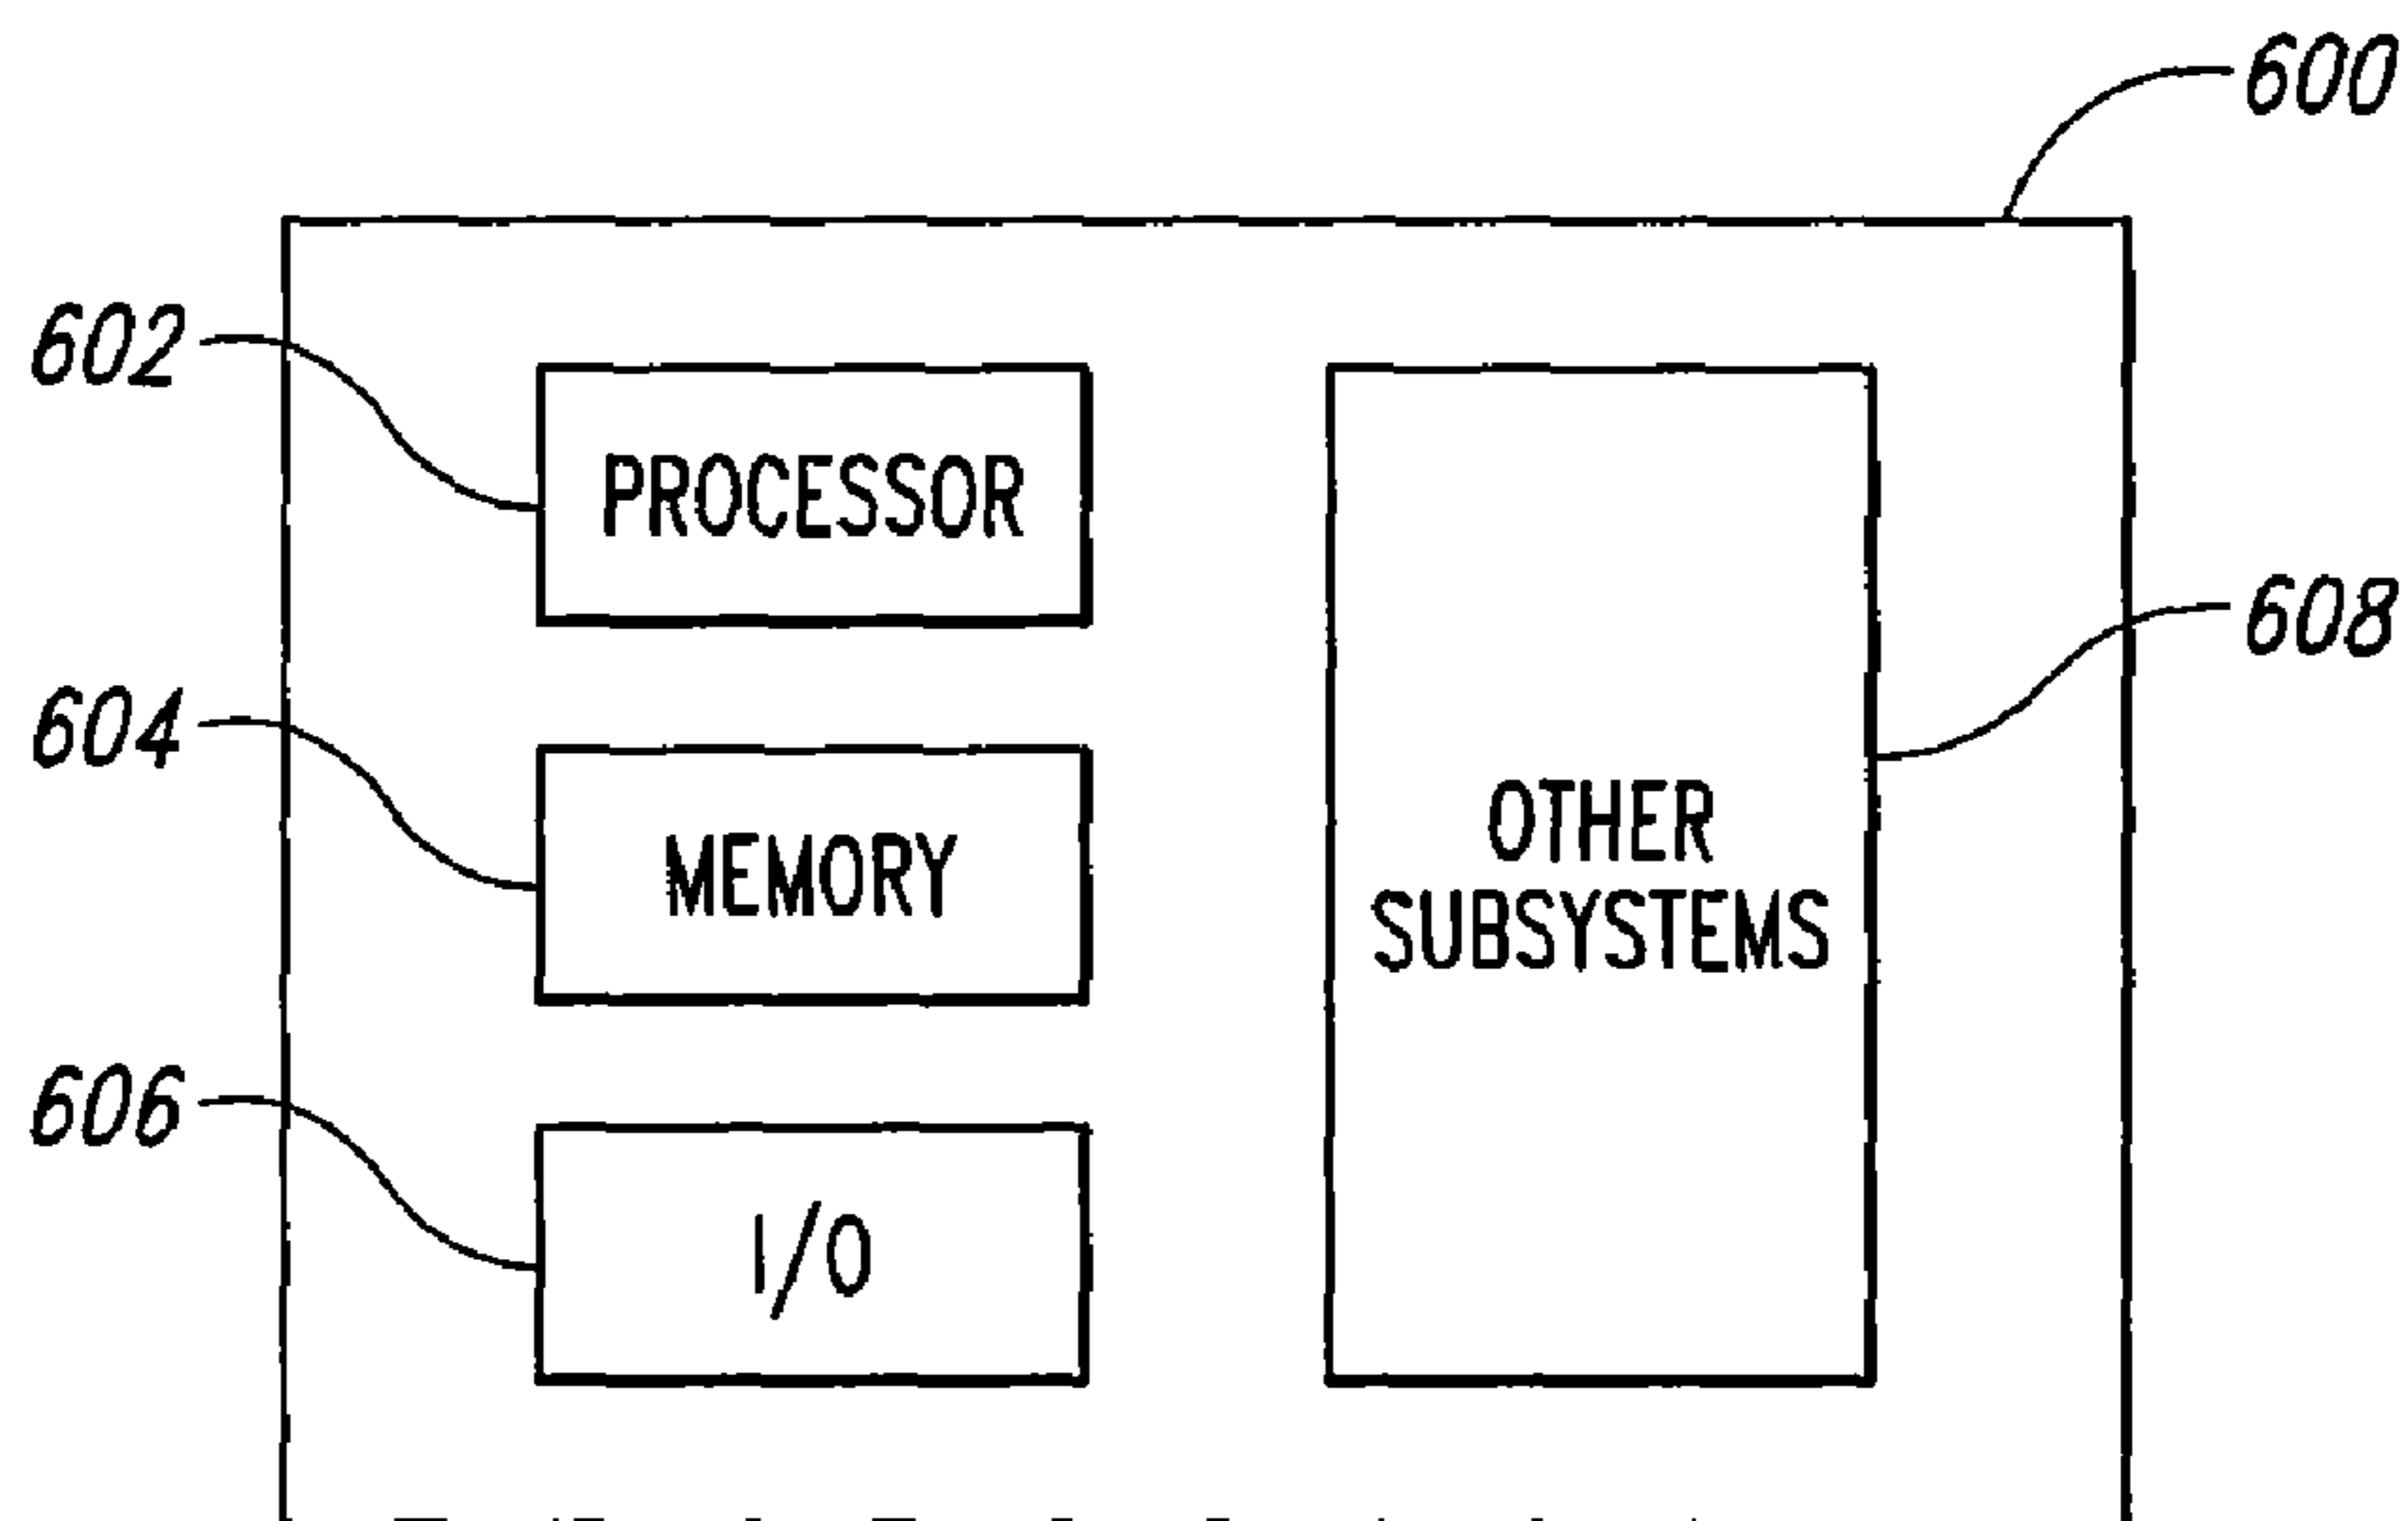 600
602
PROCESSOR
608
604
MEMORY
OTHER
SUBSYSTEMS
606
I/O